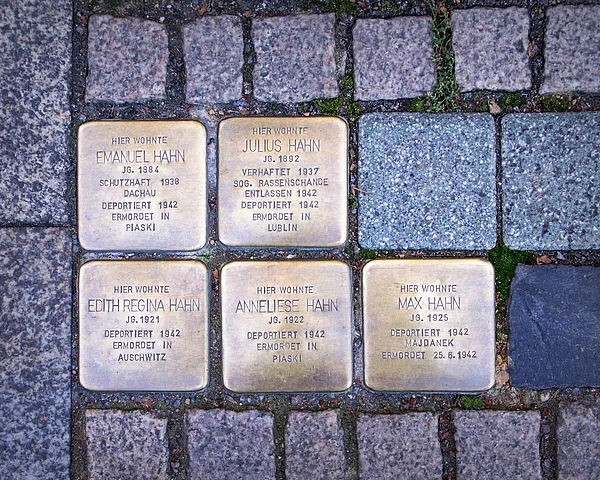 HIER WOHNTE
EMANUEL HAHN
JG. 1884
SCHUTZHAFT 1938
DACHAU
DEPORTIERT 1942
ERMORDET IN
PIASKI
HIER WOHNTE
JULIUS HAHN
JG. 1892
VERHAFTET 1937
SOG. RASSENSCHANDE
ENTLASSEN 1942
DEPORTIERT 1942
ERMORDET IN
LUBLIN
HIER WOHNTE
EDITH REGINA HAHN
JG. 1921
DEPORTIERT 1942
ERMORDET IN
AUSCHWITZ
HIER WOHNTE
ANNELIESE HAHN
JG. 1922
DEPORTIERT 1942
ERMORDET IN
PIASKI
HIER WOHNTE
MAX HAHN
JG. 1925
DEPORTIERT 1942
MAJDANEK
ERMORDET 25.6.1942